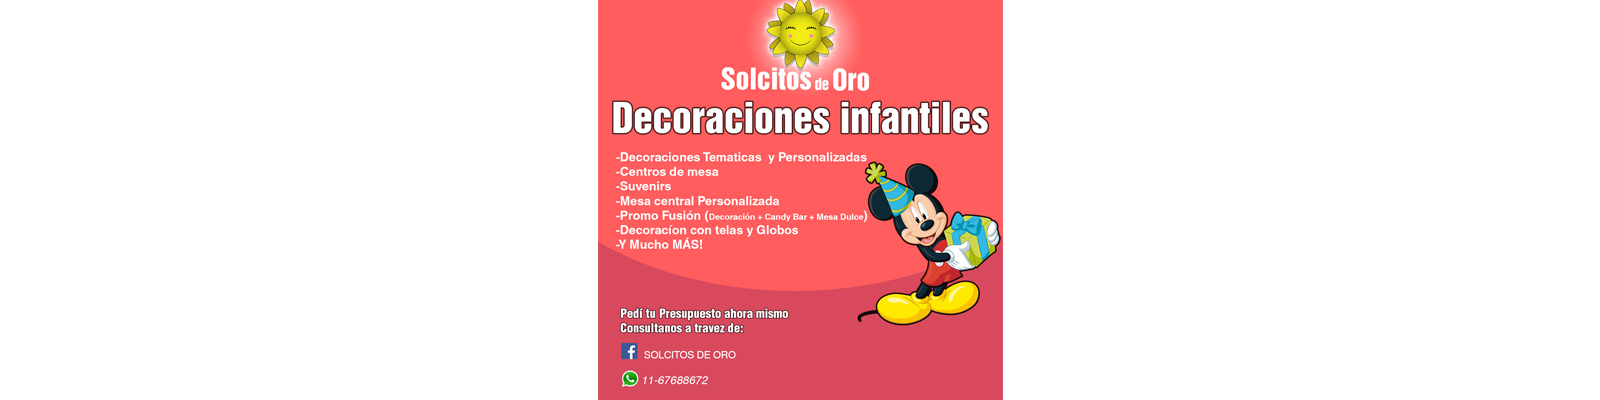 Solcitos de Oro
Decoraciones infantiles
-Decoraciones Tematicas y Personalizadas
-Centros de mesa
-Suvenirs
-Mesa central Personalizada
-Promo Fusión (Decoración + Candy Bar + Mesa Dulce)
-Decoracíon con telas y Globos
-Y Mucho MÁS!
Pedí tu Presupuesto ahora mismo
Consultanos a travez de:
SOLCITOS DE ORO
11-67688672